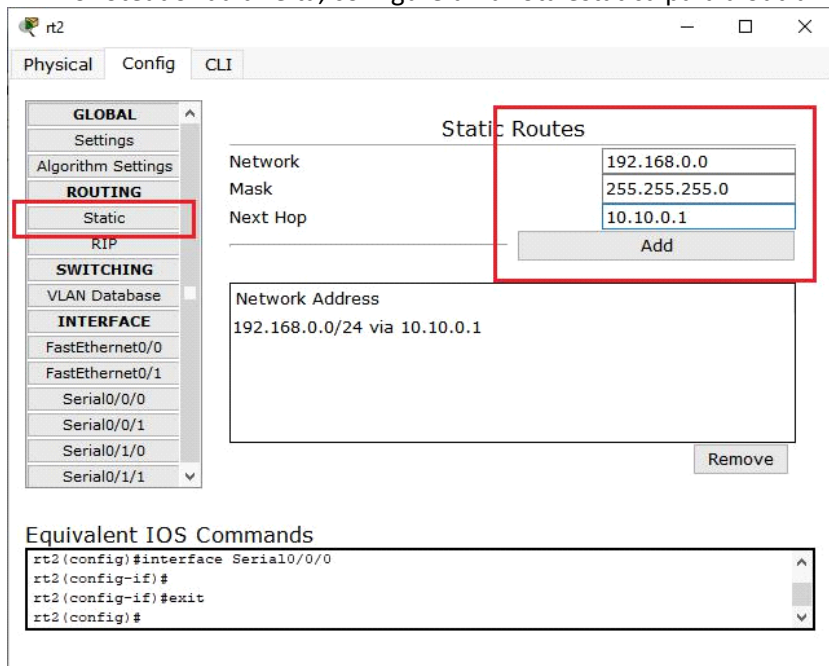 rt2
Physical Config CLI
GLOBAL
Settings
Algorithm Settings
ROUTING
Static
RIP
SWITCHING
VLAN Database
INTERFACE
FastEthernet0/0
FastEthernet0/1
Serial0/0/0
Serial0/0/1
Serial0/1/0
Serial0/1/1
Static Routes
Network 192.168.0.0
Mask 255.255.255.0
Next Hop 10.10.0.1
Add
Network Address
192.168.0.0/24 via 10.10.0.1
Remove
Equivalent IOS Commands
rt2(config)#interface Serial0/0/0
rt2(config-if)#
rt2(config-if)#exit
rt2(config)#